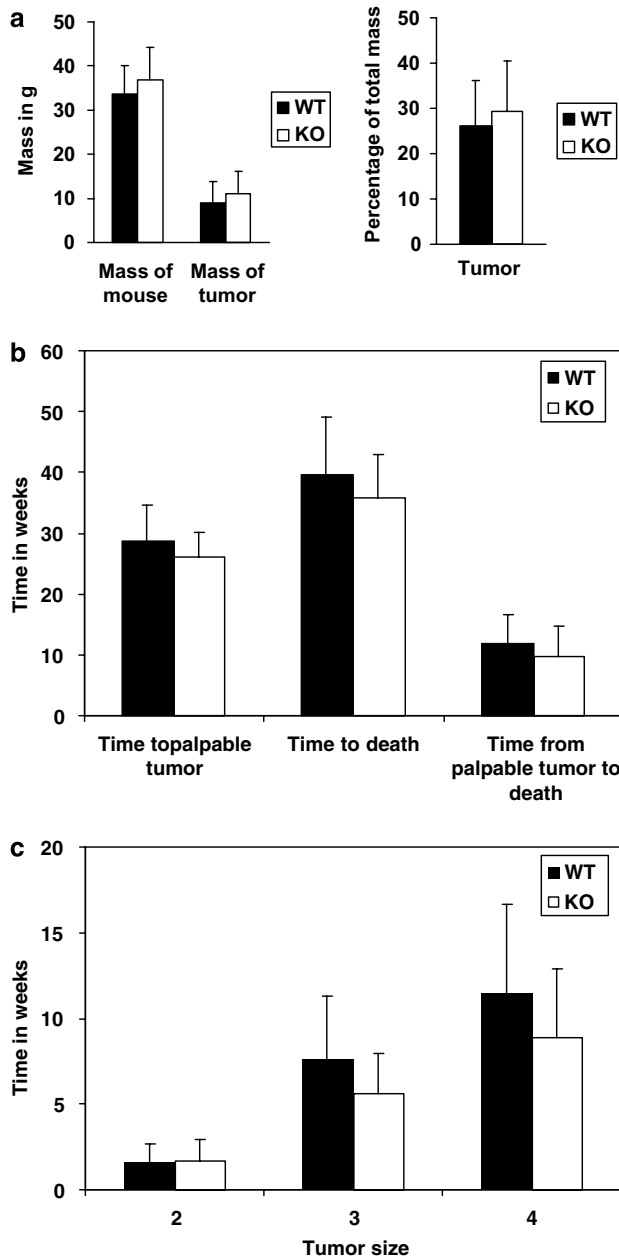 a
50
40
30
20
10
0
Mass in g
WT
KO
Mass of
mouse
Mass of
tumor
50
40
30
20
10
0
Percentage of total mass
WT
KO
Tumor
b
60
50
40
30
20
10
0
Time in weeks
WT
KO
Time topalpable
tumor
Time to death
Time from
palpable tumor to
death
c
20
15
10
5
0
Time in weeks
WT
KO
2
3
4
Tumor size